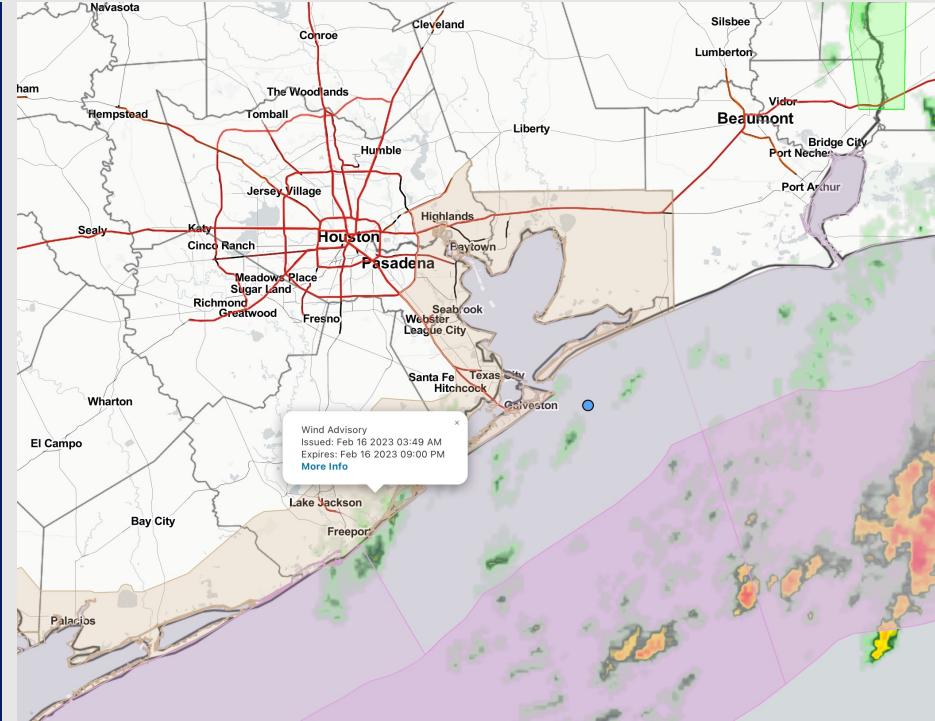 Navasota
Cleveland
Silsbee
Conroe
Lumberton
The Woodlands
ham
Vidor
Hempstead
Tomball
Beaumont
Liberty
Bridge City
Humble
Port Neches
Jersey Village
Port Arthur
Highlands
Sealy
Katy
Houston
Cinco Ranch
Baytown
Pasadena
Meadows Place
Sugar Land
Richmond
Seabrook
Greatwood
Fresno
Webster
League City
Santa Fe
Texas City
Hitchcock
Wharton
Galveston
×
Wind Advisory
El Campo
Issued: Feb 16 2023 03:49 AM
Expires: Feb 16 2023 09:00 PM
More Info
Lake Jackson
Bay City
Freeport
Palacios